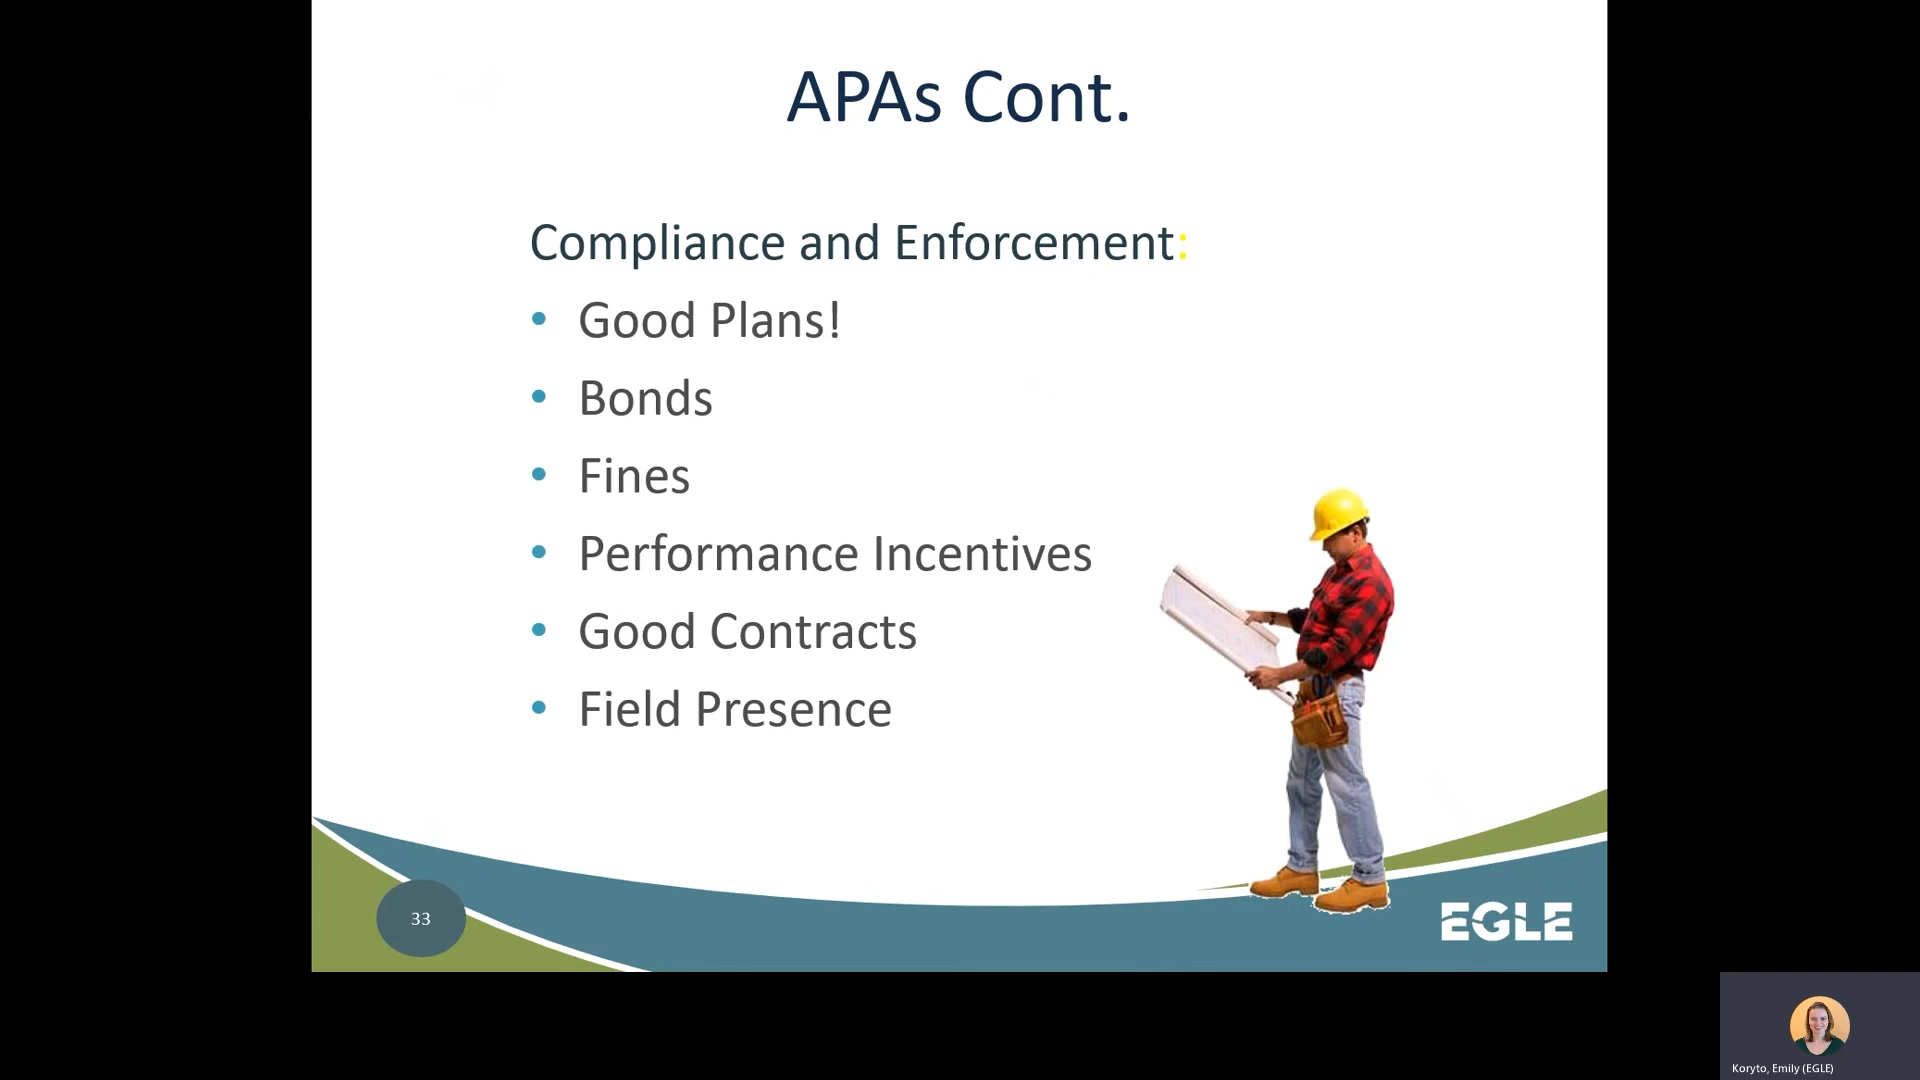 APAs Cont.
Compliance and Enforcement:
• Good Plans!
• Bonds
• Fines
• Performance Incentives
• Good Contracts
• Field Presence
33
EGLE
Koryto, Emily (EGLE)